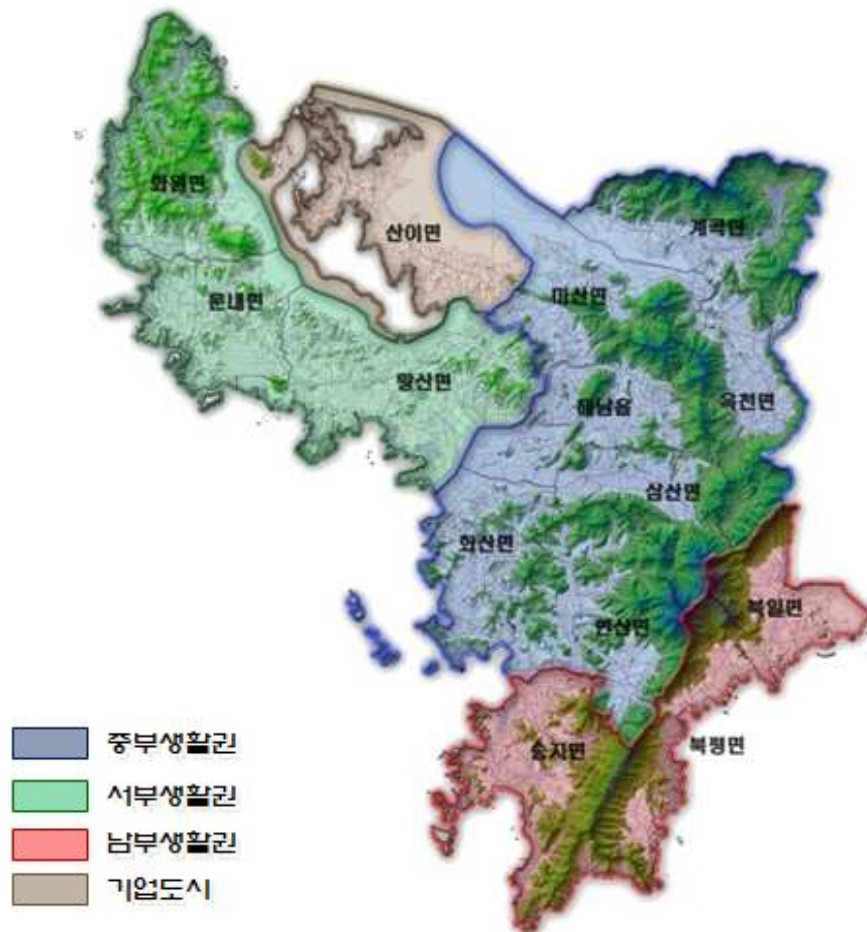 화원면
산이면
계곡면
문내면
마산면
황산면
해남읍
옥천면
삼산면
화산면
현산면
북일면
송지면
북평면
중부생활권
서부생활권
남부생활권
기업도시